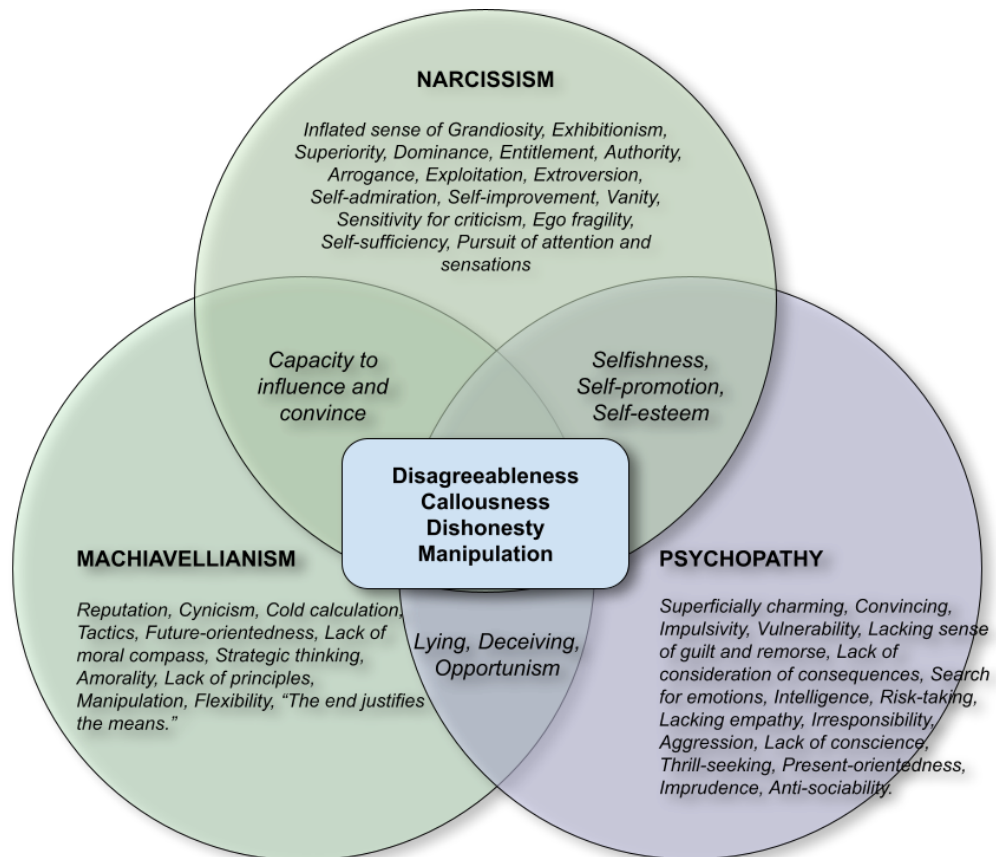 NARCISSISM
Inflated sense of Grandiosity, Exhibitionism,
Superiority, Dominance, Entitlement, Authority,
Arrogance, Exploitation, Extroversion,
Self-admiration, Self-improvement, Vanity,
Sensitivity for criticism, Ego fragility,
Self-sufficiency, Pursuit of attention and
sensations
Capacity to
influence and
convince
Selfishness,
Self-promotion,
Self-esteem
Disagreeableness
Callousness
Dishonesty
Manipulation
MACHIAVELLIANISM
Reputation, Cynicism, Cold calculation,
Tactics, Future-orientedness, Lack of
moral compass, Strategic thinking,
Amorality, Lack of principles,
Manipulation, Flexibility, “The end justifies
the means.”
Lying, Deceiving,
Opportunism
PSYCHOPATHY
Superficially charming, Convincing,
Impulsivity, Vulnerability, Lacking sense
of guilt and remorse, Lack of
consideration of consequences, Search
for emotions, Intelligence, Risk-taking,
Lacking empathy, Irresponsibility,
Aggression, Lack of conscience,
Thrill-seeking, Present-orientedness,
Imprudence, Anti-sociability.